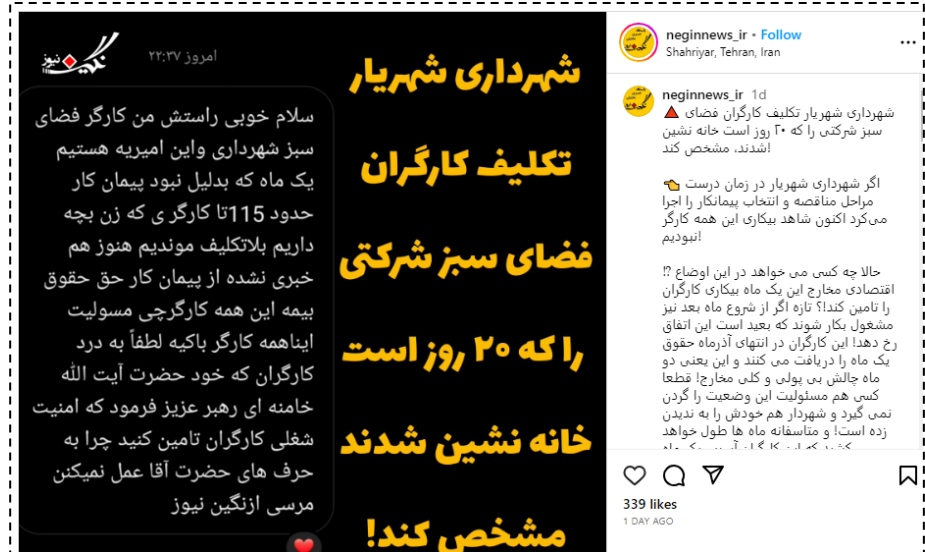 نگین نیوز
امروز ۲۲:۳۷
سلام خوبی راستش من کارگر فضای
سبز شهرداری واین امیریه هستیم
یک ماه که بدلیل نبود پیمان کار
حدود 115تا کارگر ی که زن بچه
داریم بلاتکلیف موندیم هنوز هم
خبری نشده از پیمان کار حق حقوق
بیمه این همه کارگرچی مسولیت
ایناهمه کارگر باکیه لطفاً به درد
کارگران که خود حضرت آیت الله
خامنه ای رهبر عزیز فرمود که امنیت
شغلی کارگران تامین کنید چرا به
حرف های حضرت آقا عمل نمیکنن
مرسی ازنگین نیوز
شهرداری شهریار
تکلیف کارگران
فضای سبز شرکتی
را که ۲۰ روز است
خانه نشین شدند
مشخص کند!
neginnews_ir • Follow
Shahriyar, Tehran, Iran
neginnews_ir 1d
🔺 شهرداری شهریار تکلیف کارگران فضای
سبز شرکتی را که ۲۰ روز است خانه نشین
شدند، مشخص کند!
👈 اگر شهرداری شهریار در زمان درست
مراحل مناقصه و انتخاب پیمانکار را اجرا
می‌کرد اکنون شاهد بیکاری این همه کارگر
نبودیم!
حالا چه کسی می خواهد در این اوضاع ⁉
اقتصادی مخارج این یک ماه بیکاری کارگران
را تامین کند!؟ تازه اگر از شروع ماه بعد نیز
مشغول بکار شوند که بعید است این اتفاق
رخ دهد! این کارگران در انتهای آذرماه حقوق
یک ماه را دریافت می کنند و این یعنی دو
ماه چالش بی پولی و کلی مخارج! قطعا
کسی هم مسئولیت این وضعیت را گردن
نمی گیرد و شهردار هم خودش را به ندیدن
زده است! و متاسفانه ماه ها طول خواهد
339 likes
1 DAY AGO